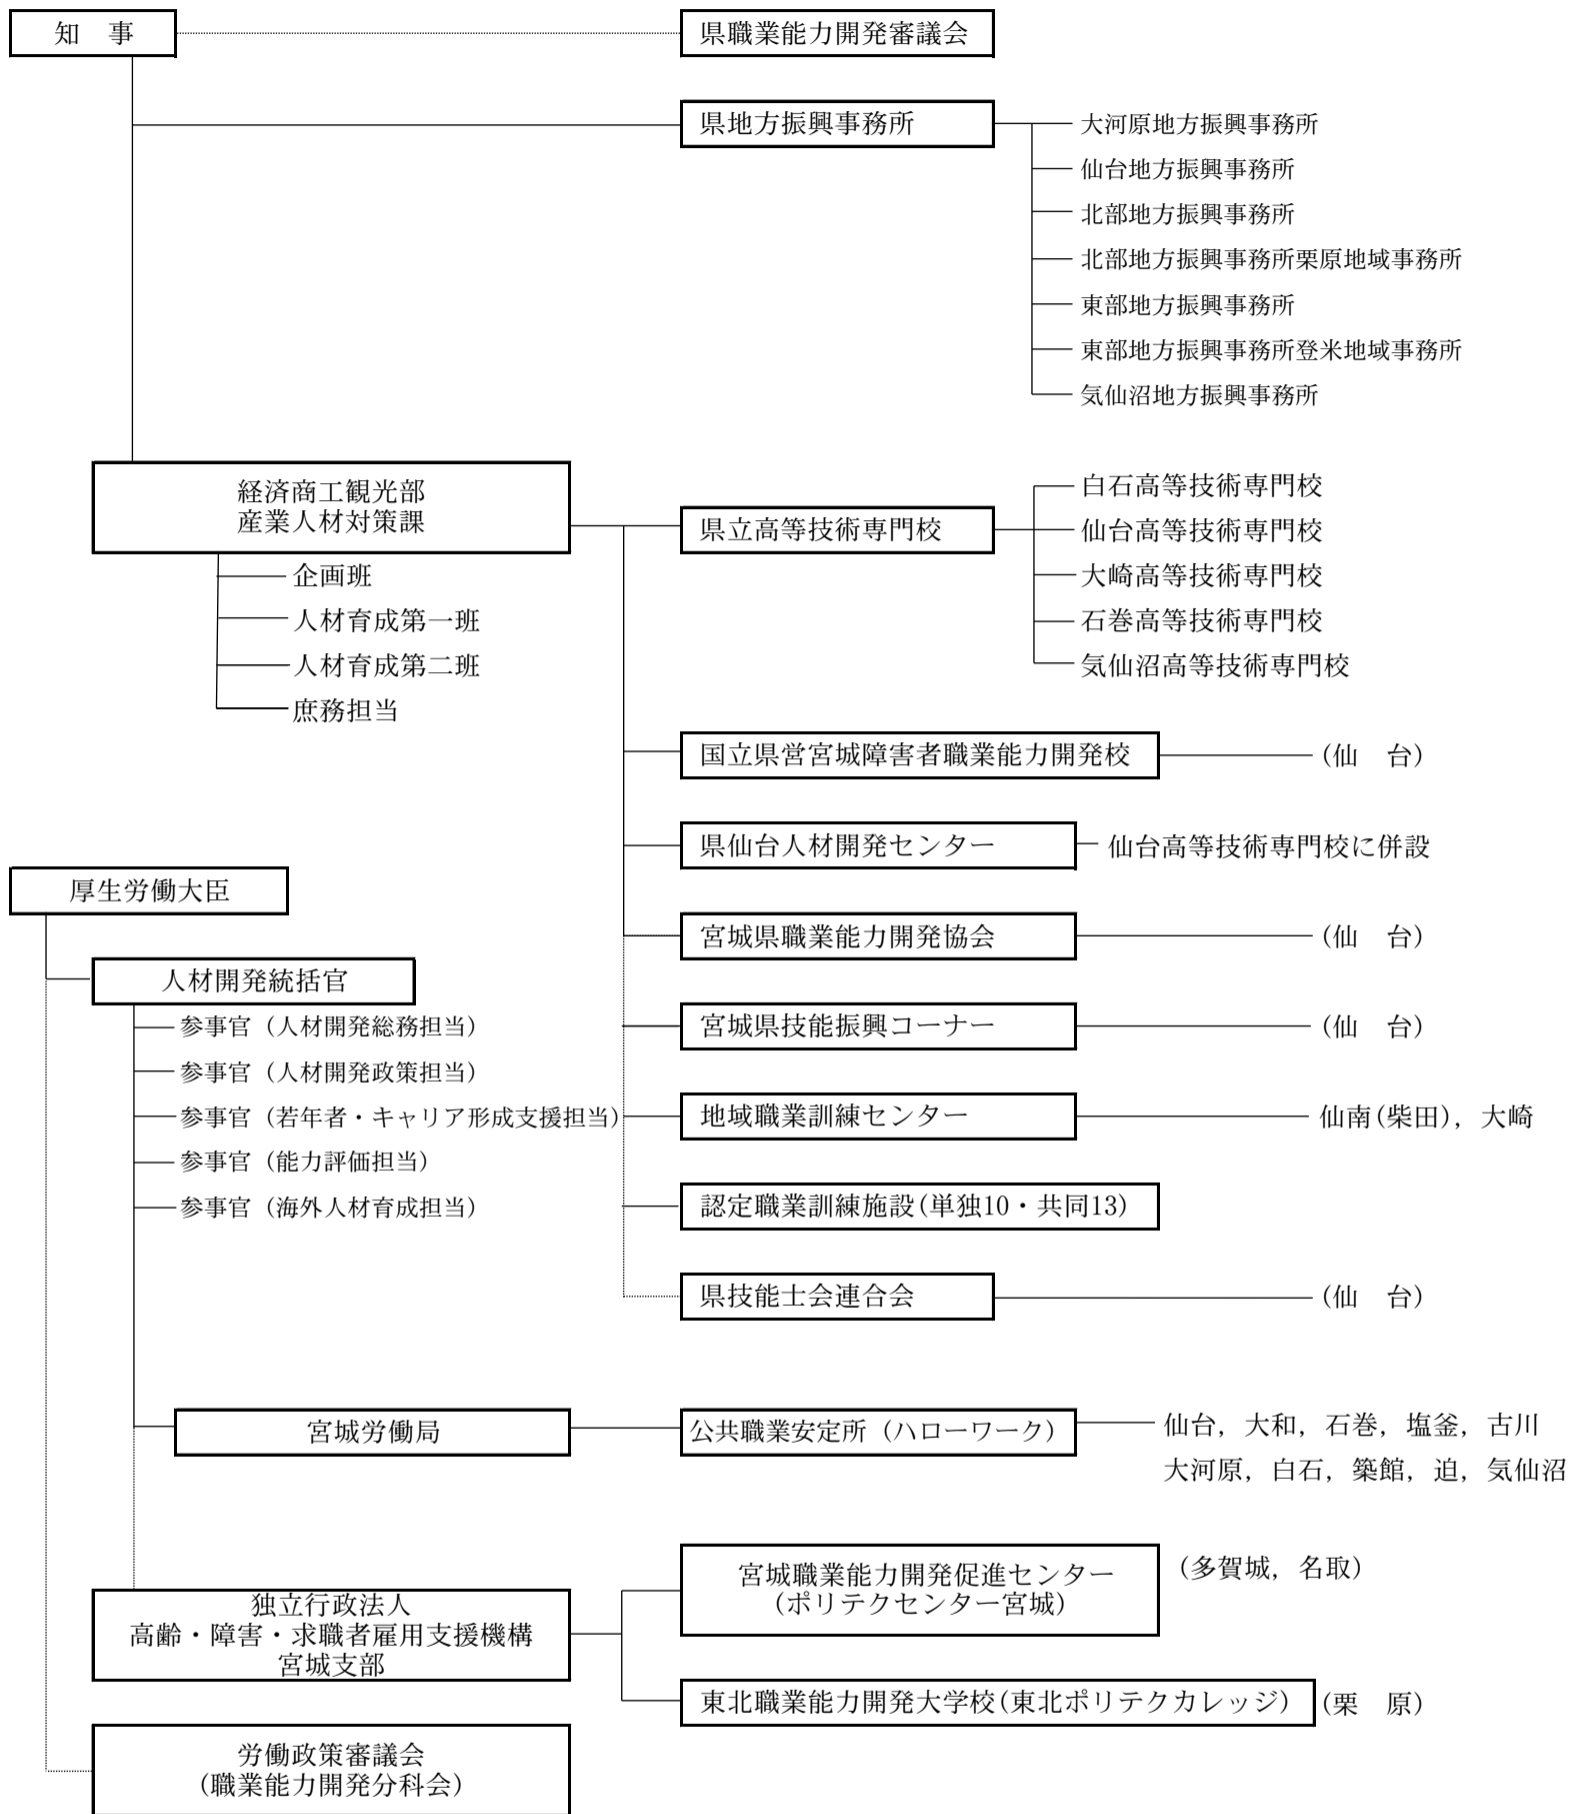 知　事
県職業能力開発審議会
県地方振興事務所
大河原地方振興事務所
仙台地方振興事務所
北部地方振興事務所
北部地方振興事務所栗原地域事務所
東部地方振興事務所
東部地方振興事務所登米地域事務所
気仙沼地方振興事務所
経済商工観光部
産業人材対策課
企画班
人材育成第一班
人材育成第二班
庶務担当
県立高等技術専門校
白石高等技術専門校
仙台高等技術専門校
大崎高等技術専門校
石巻高等技術専門校
気仙沼高等技術専門校
国立県営宮城障害者職業能力開発校
（仙　台）
県仙台人材開発センター
仙台高等技術専門校に併設
宮城県職業能力開発協会
（仙　台）
宮城県技能振興コーナー
（仙　台）
地域職業訓練センター
仙南（柴田），大崎
認定職業訓練施設（単独10・共同13）
県技能士会連合会
（仙　台）
厚生労働大臣
人材開発統括官
参事官（人材開発総務担当）
参事官（人材開発政策担当）
参事官（若年者・キャリア形成支援担当）
参事官（能力評価担当）
参事官（海外人材育成担当）
宮城労働局
公共職業安定所（ハローワーク）
仙台，大和，石巻，塩釜，古川
大河原，白石，築館，迫，気仙沼
独立行政法人
高齢・障害・求職者雇用支援機構
宮城支部
宮城職業能力開発促進センター
（ポリテクセンター宮城）
（多賀城，名取）
東北職業能力開発大学校（東北ポリテクカレッジ）
（栗　原）
労働政策審議会
（職業能力開発分科会）